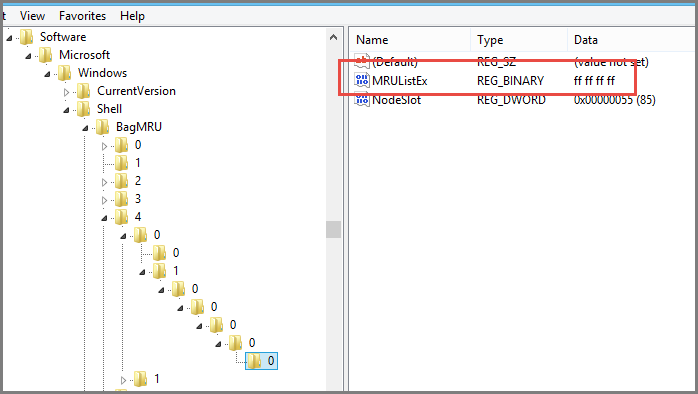 t View Favorites Help
Software
Microsoft
Windows
CurrentVersion
Shell
BagMRU
0
1
2
3
4
0
0
1
0
0
0
0
0
1
Name Type Data
(Default) REG_SZ (value not set)
MRUListEx REG_BINARY ff ff ff ff
NodeSlot REG_DWORD 0x00000055 (85)